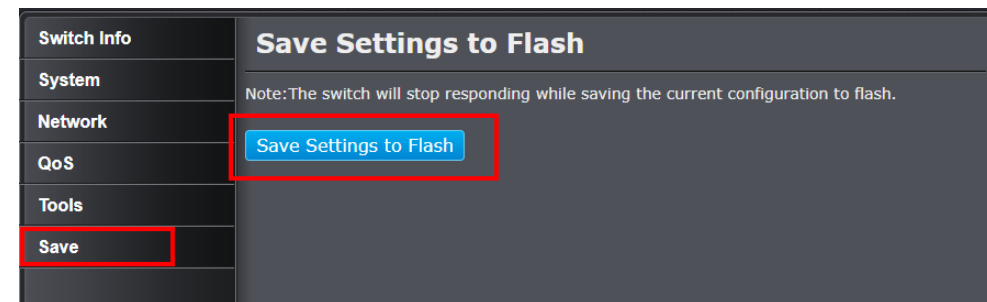 Switch Info
System
Network
QoS
Tools
Save
Save Settings to Flash
Note:The switch will stop responding while saving the current configuration to flash.
Save Settings to Flash